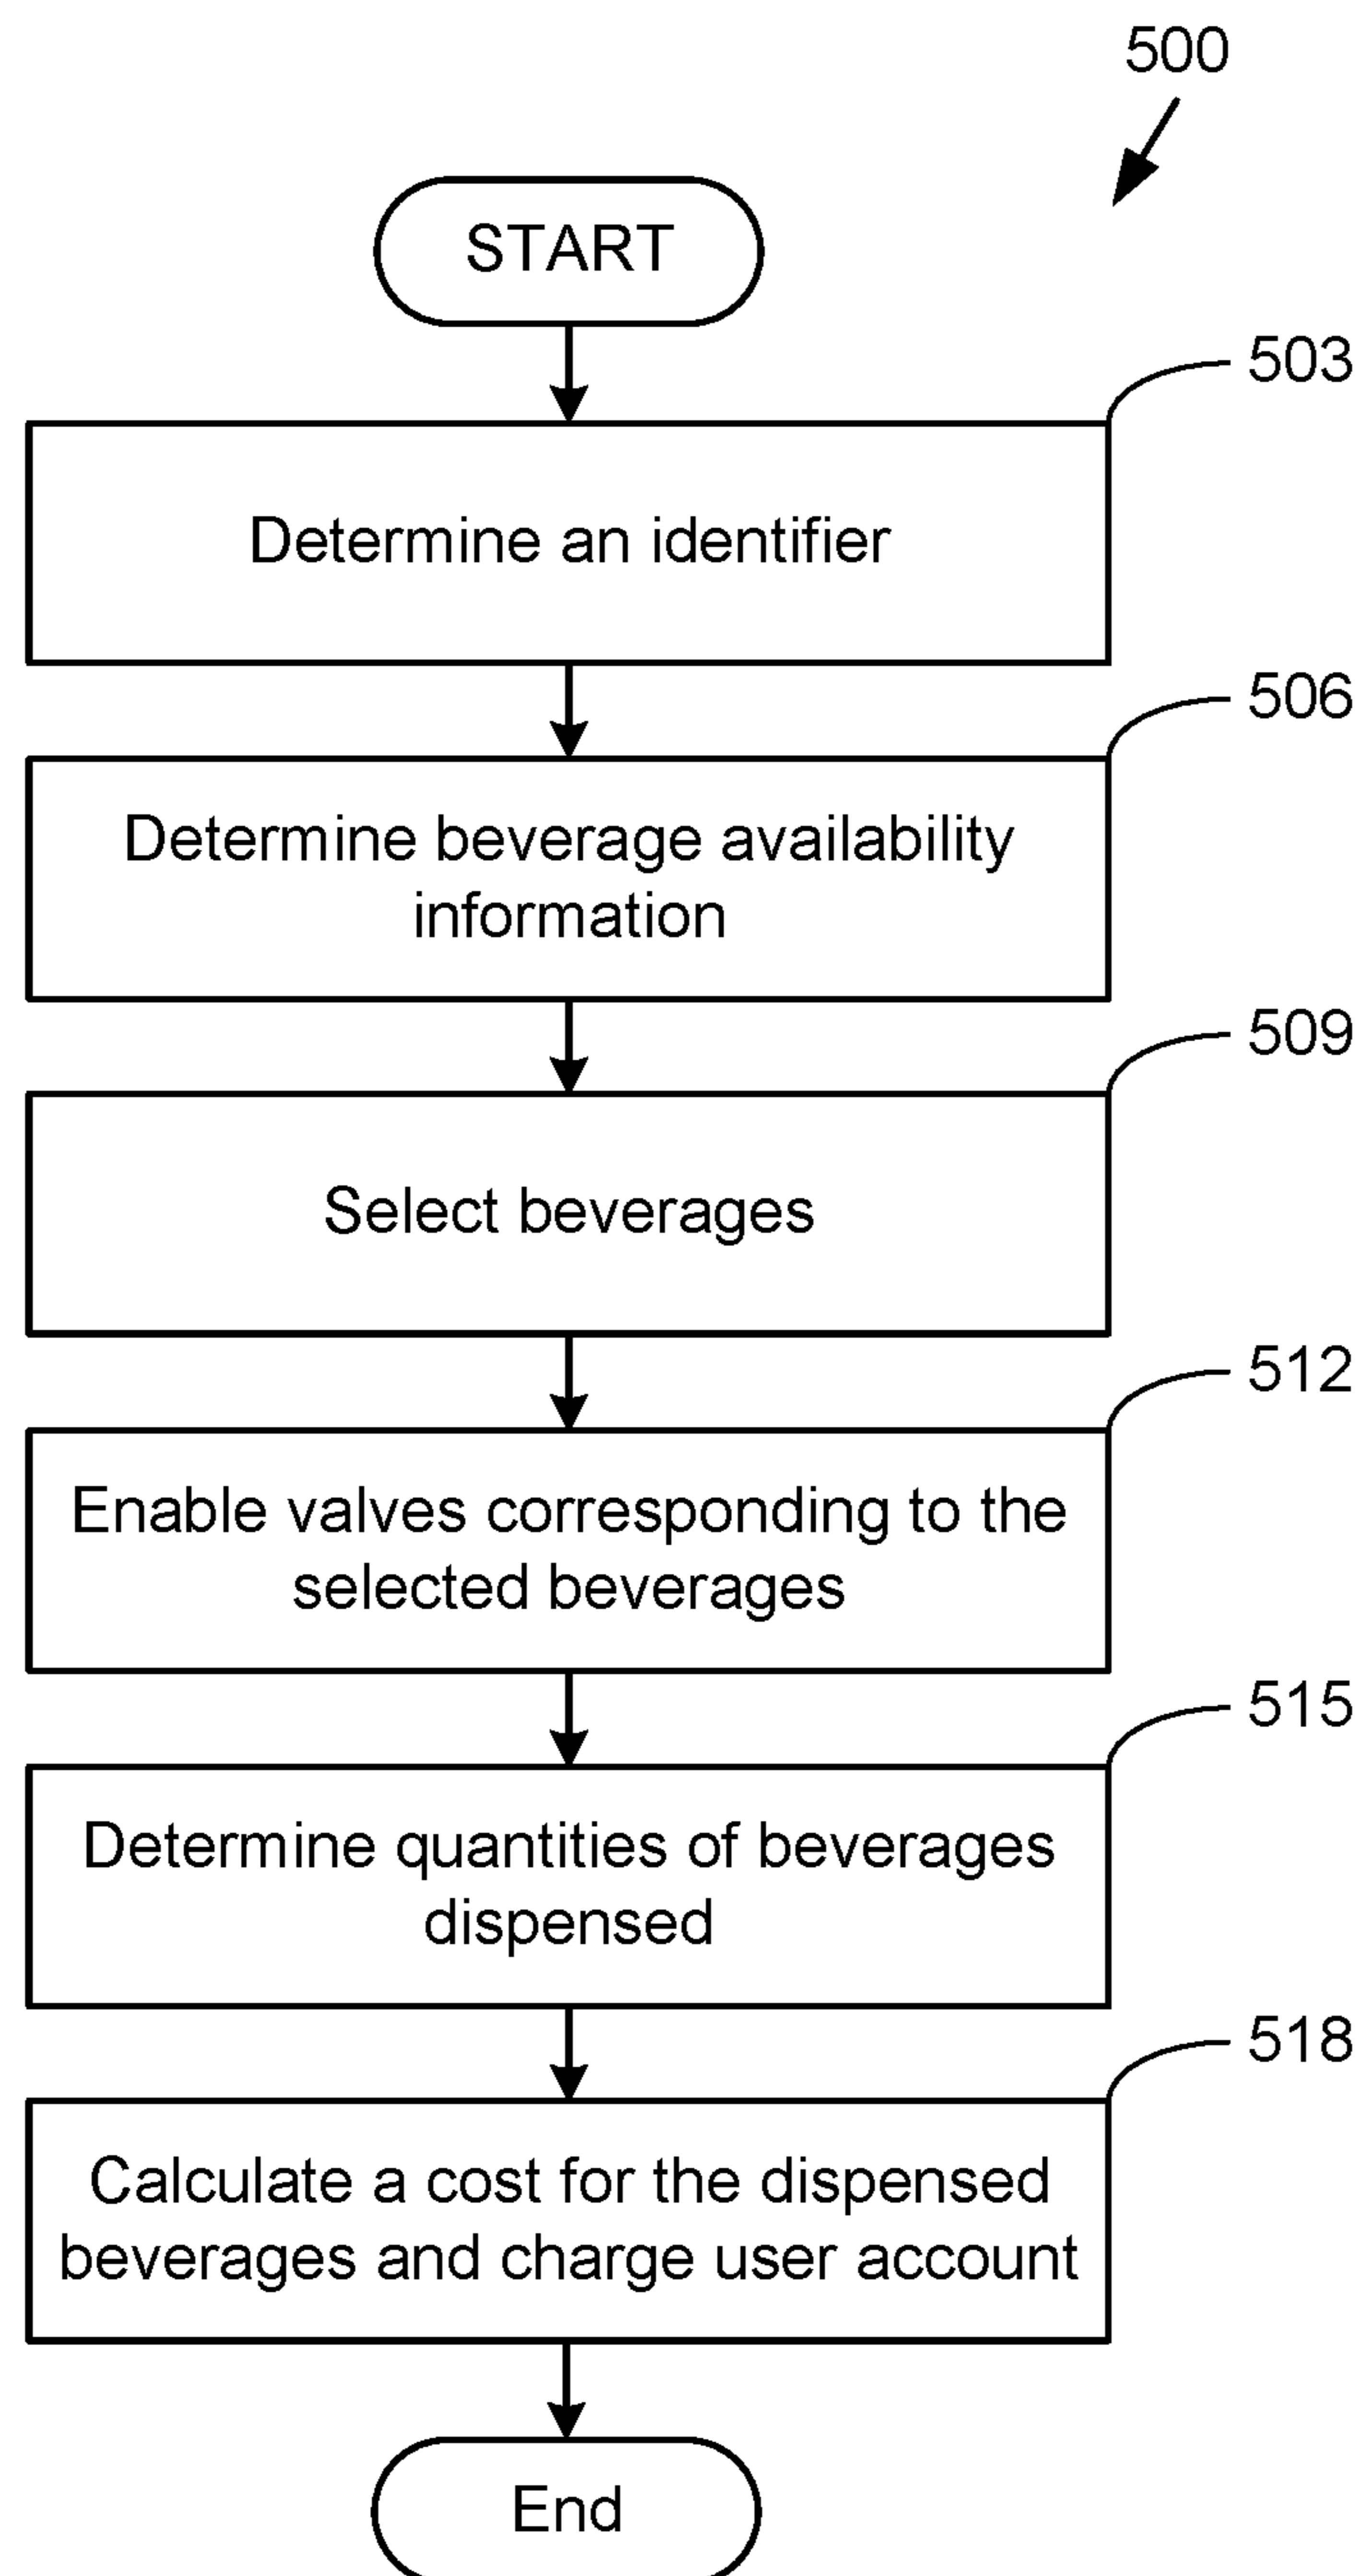 500
START
503
Determine an identifier
506
Determine beverage availability
information
509
Select beverages
512
Enable valves corresponding to the
selected beverages
515
Determine quantities of beverages
dispensed
518
Calculate a cost for the dispensed
beverages and charge user account
End